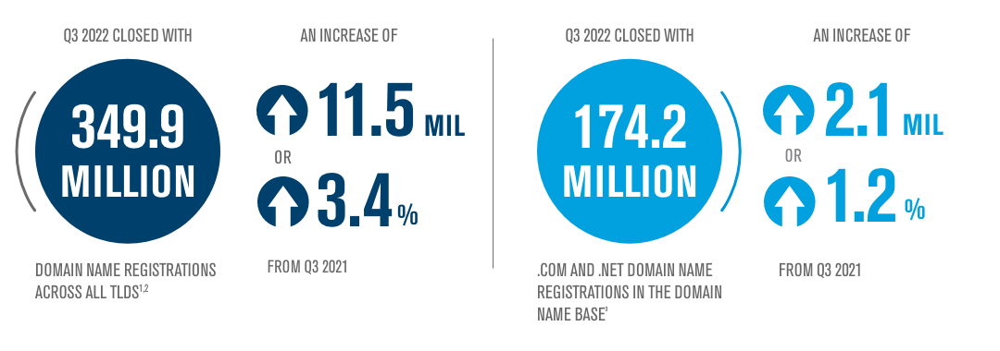 Q3 2022 CLOSED WITH
349.9
MILLION
DOMAIN NAME REGISTRATIONS
ACROSS ALL TLDS¹,²
AN INCREASE OF
11.5 MIL
OR
3.4 %
FROM Q3 2021
Q3 2022 CLOSED WITH
174.2
MILLION
.COM AND .NET DOMAIN NAME
REGISTRATIONS IN THE DOMAIN
NAME BASE³
AN INCREASE OF
2.1 MIL
OR
1.2 %
FROM Q3 2021